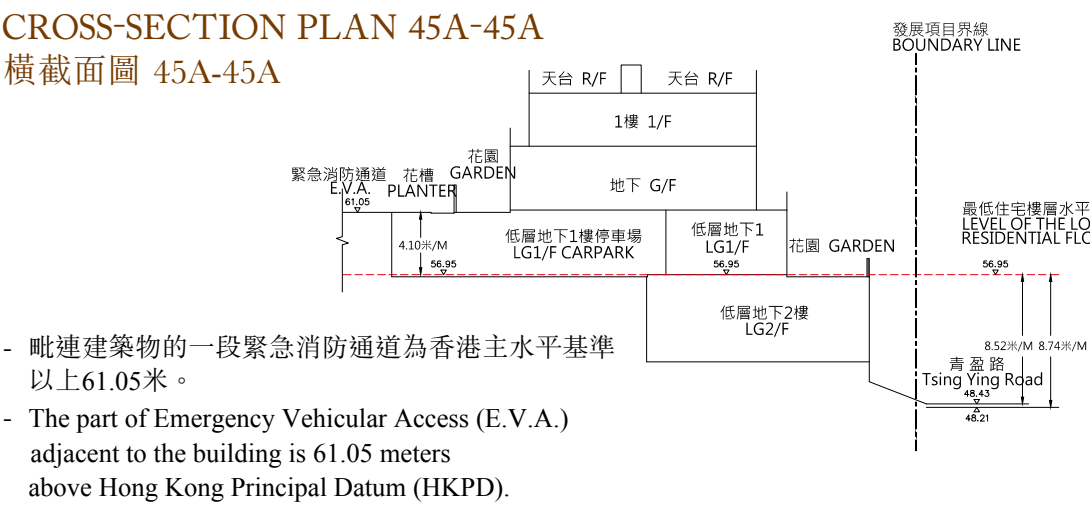 CROSS-SECTION PLAN 45A-45A
橫截面圖 45A-45A
發展項目界線
BOUNDARY LINE
天台 R/F
天台 R/F
1樓 1/F
花園
GARDEN
緊急消防通道
E.V.A.
61.05
花槽
PLANTER
地下 G/F
最低住宅樓層水平
LEVEL OF THE LO
RESIDENTIAL FLO
4.10米/M
低層地下1樓停車場
LG1/F CARPARK
低層地下1
LG1/F
花園 GARDEN
56.95
56.95
56.95
低層地下2樓
LG2/F
8.52米/M
8.74米/M
青盈路
Tsing Ying Road
48.43
48.21
- 毗連建築物的一段緊急消防通道為香港主水平基準
以上61.05米。
- The part of Emergency Vehicular Access (E.V.A.)
adjacent to the building is 61.05 meters
above Hong Kong Principal Datum (HKPD).